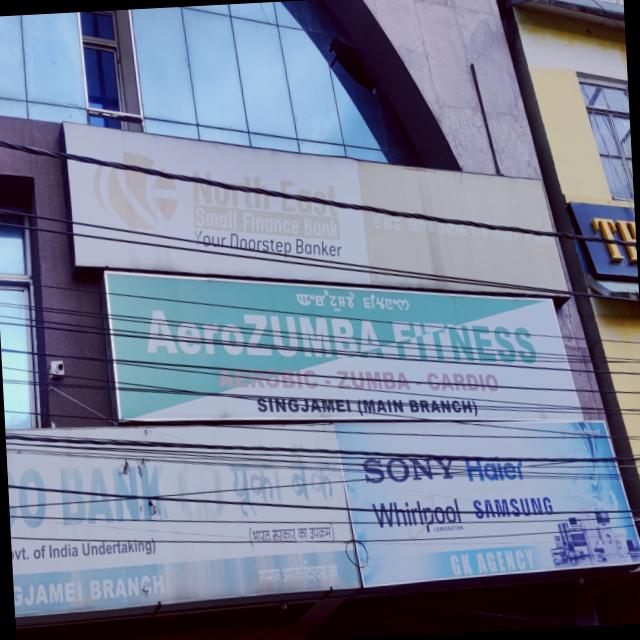 North East
Small Finance Bank
Your Doorstep Banker
AeroZUMBA FITNESS
AEROBIC - ZUMBA - CARDIO
SINGJAMEI (MAIN BRANCH)
O BANK यूको बैंक
ovt. of India Undertaking)
(भारत सरकार का उपक्रम)
GJAMEI BRANCH
SONY Haier
Whirlpool SAMSUNG
CORPORATION
GK AGENCY